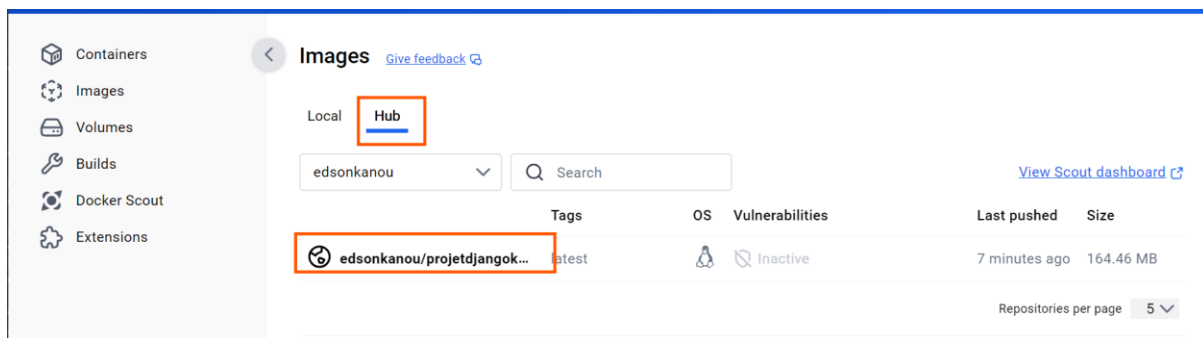 Containers
Images
Volumes
Builds
Docker Scout
Extensions
Images Give feedback
Local Hub
edsonkanou Search View Scout dashboard
Tags OS Vulnerabilities Last pushed Size
edsonkanou/projetdjangok... latest Inactive 7 minutes ago 164.46 MB
Repositories per page 5